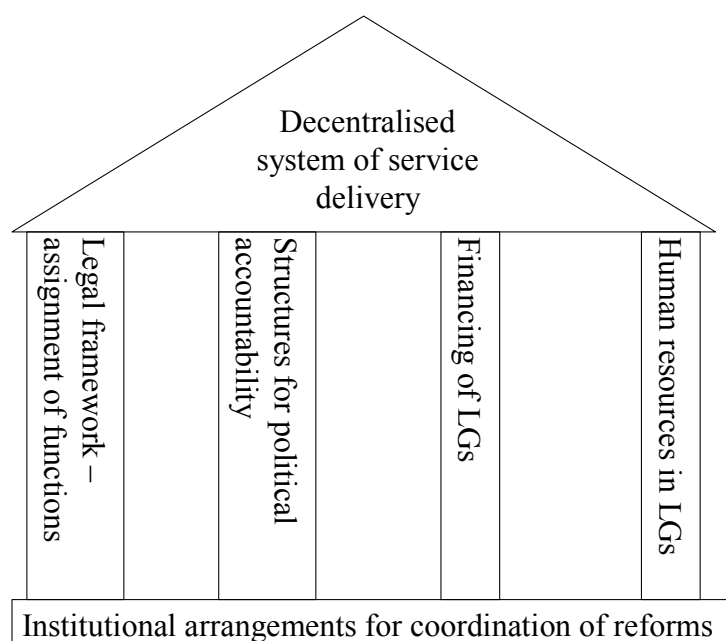 Decentralised
system of service
delivery
Legal framework –
assignment of functions
Structures for political
accountability
Financing of LGs
Human resources in LGs
Institutional arrangements for coordination of reforms